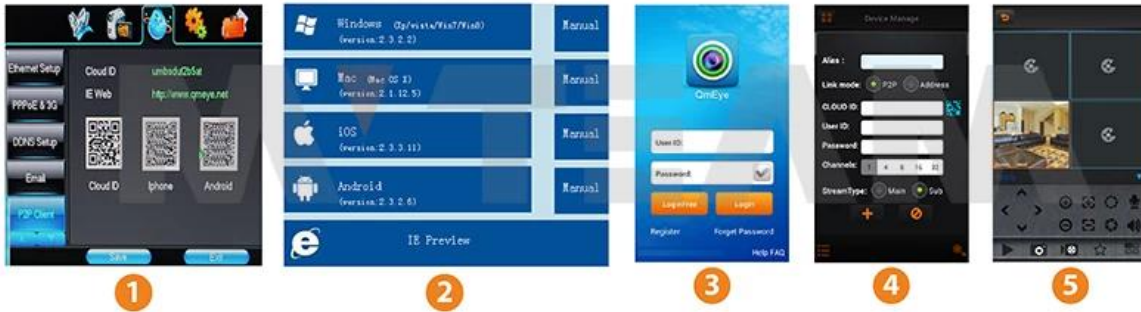 Ethernet Setup
PPPoE & 3G
DDNS Setup
Email
P2P Client
Cloud ID
umbsdut2b5at
IE Web
http://www.qmeye.net
Cloud ID
Iphone
Android
Save
Exit
1
Windows (Xp/vista/Win7/Win8)
(version:2.3.2.2)
Manual
Mac (Mac OS X)
(version:2.1.12.5)
Manual
iOS
(version:2.3.3.11)
Manual
Android
(version:2.3.2.6)
Manual
IE Preview
2
QmEye
User ID:
Password:
LoginFree
Login
Register
Forget Password
Help FAQ
3
Device Manage
Alias :
Link mode:
P2P
Address
CLOUD ID:
User ID:
Password:
Channels:
1 4 8 16 32
StreamType:
Main
Sub
4
5